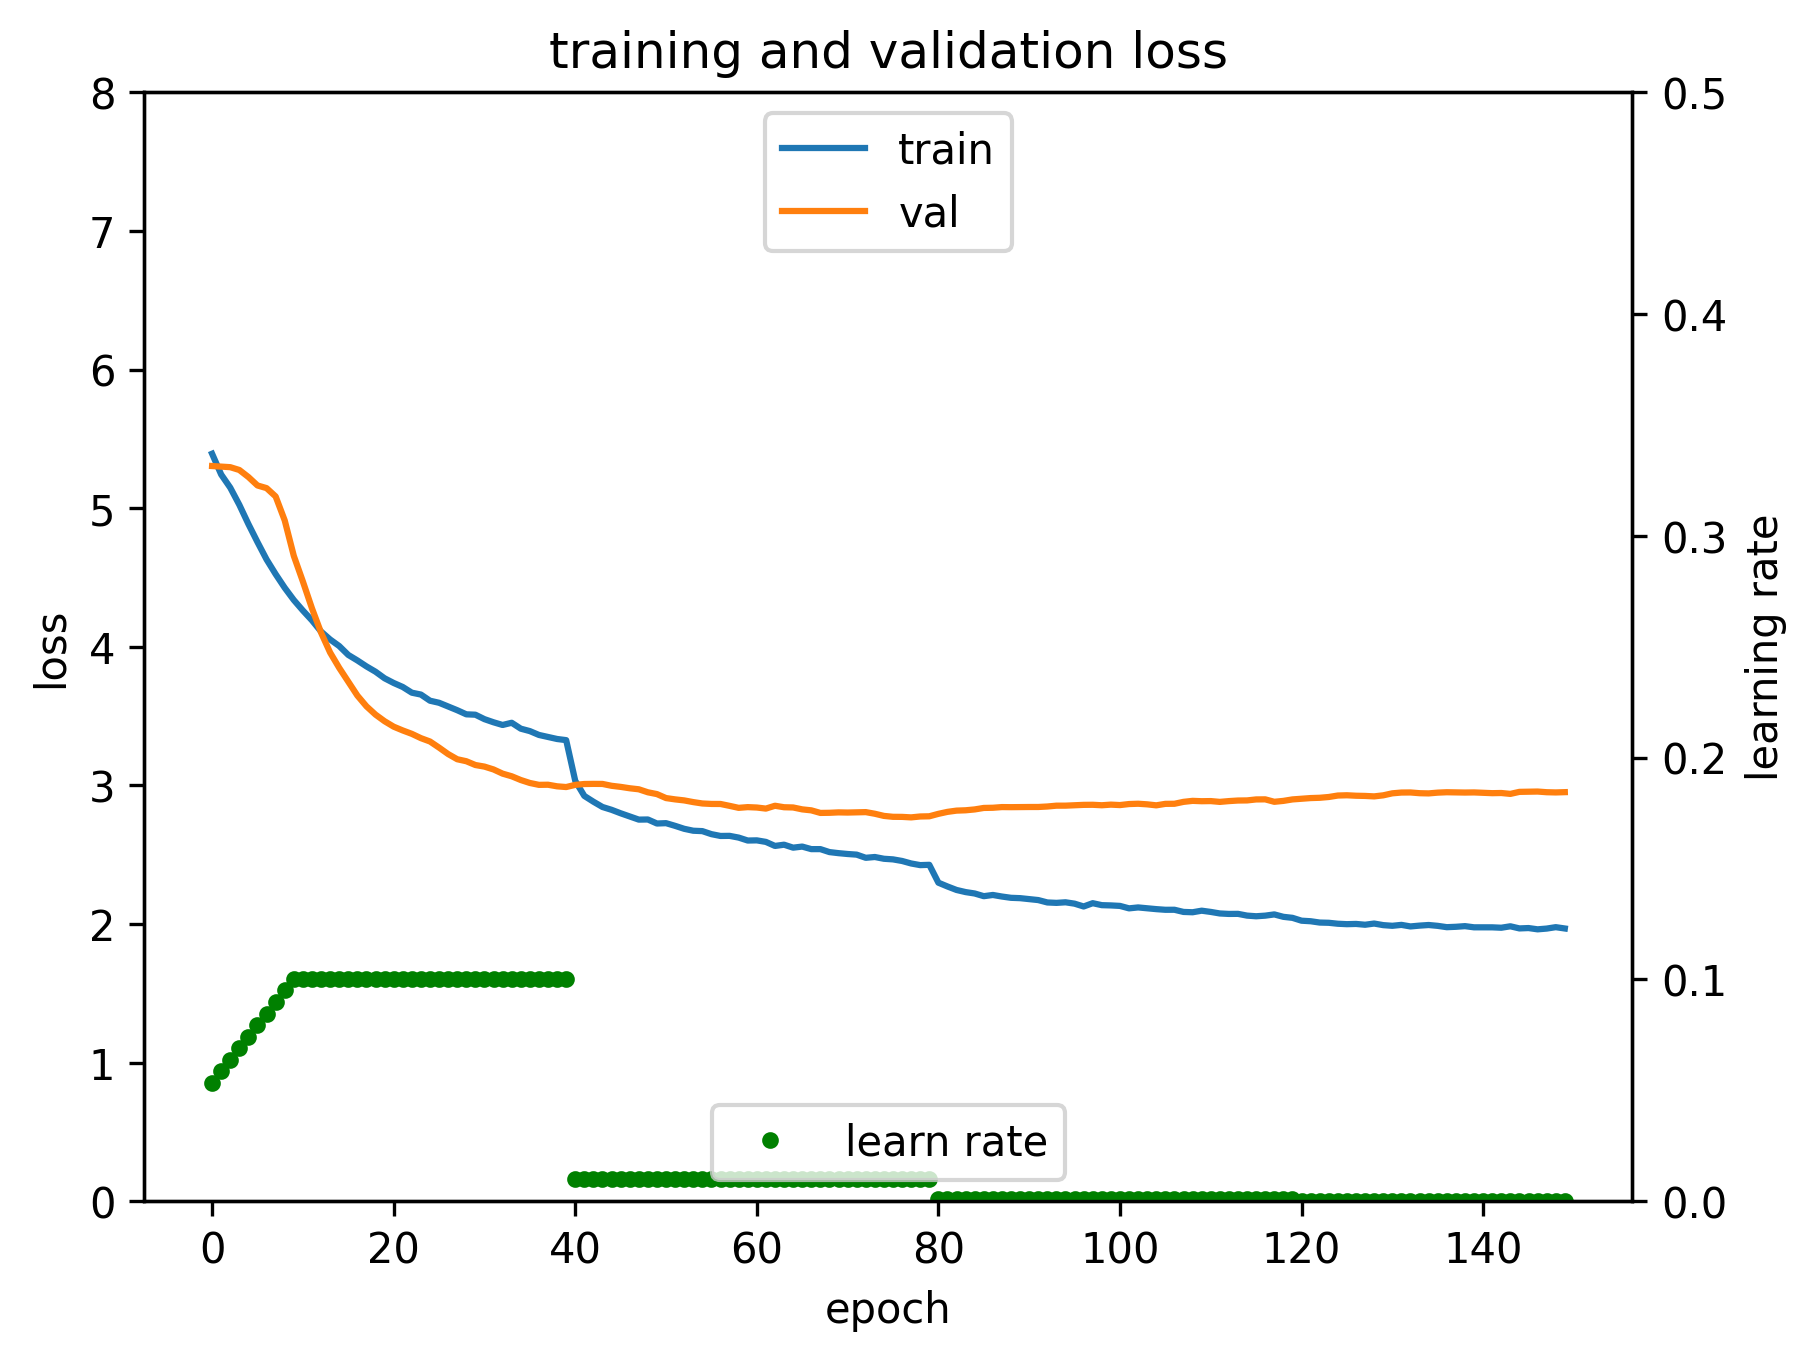 training and validation loss
train
val
learn rate
loss
8
7
6
5
4
3
2
1
0
0.5
0.4
0.3
0.2
0.1
0.0
learning rate
0 20 40 60 80 100 120 140
epoch